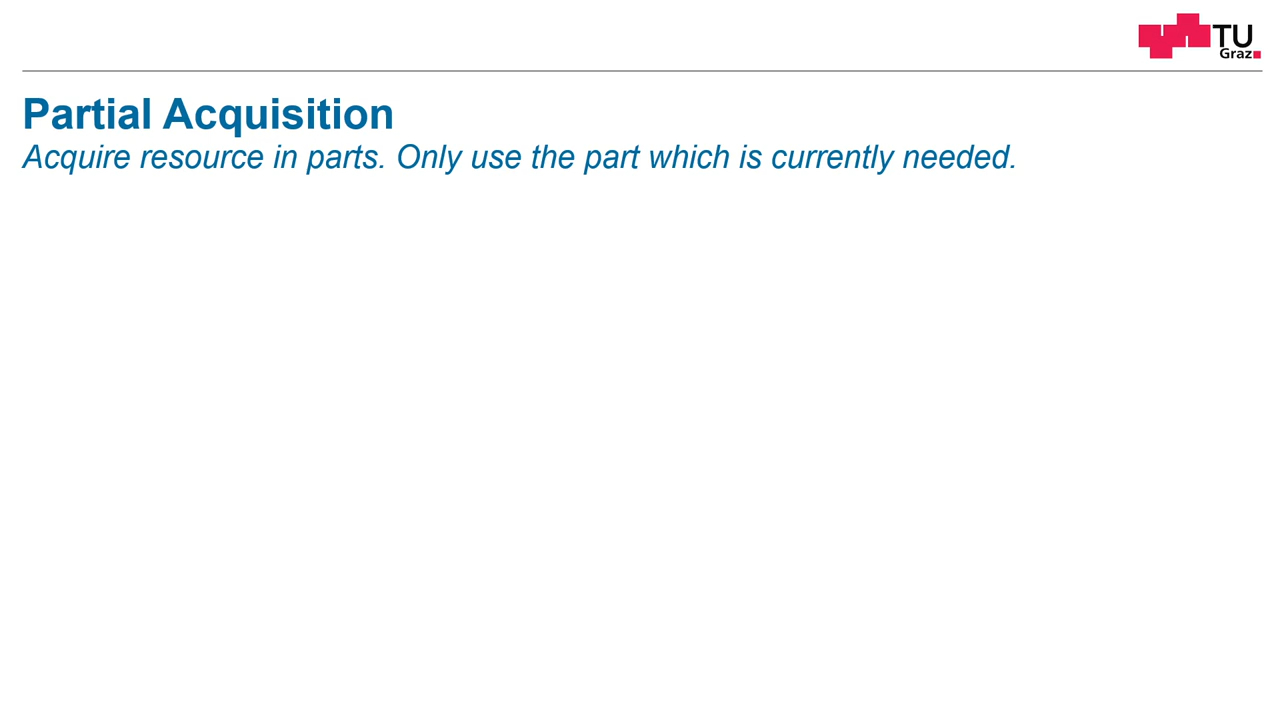 TU
Graz
Partial Acquisition
Acquire resource in parts. Only use the part which is currently needed.